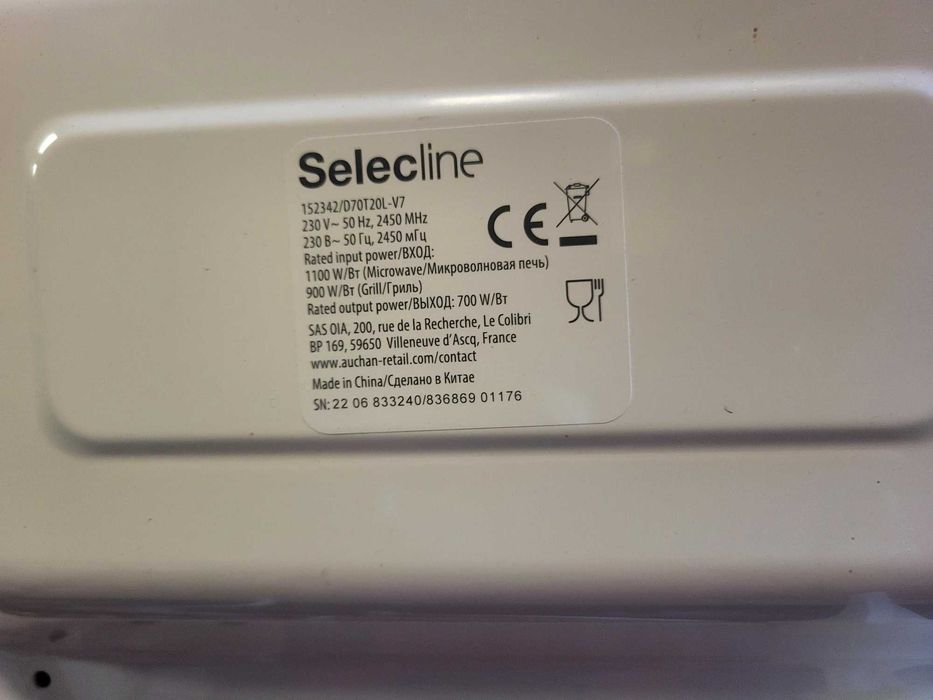 Selecline
152342/D70T20L-V7
230 V~ 50 Hz, 2450 MHz
230 В~ 50 Гц, 2450 мГц
Rated input power/ВХОД:
1100 W/Вт (Microwave/Микроволновая печь)
900 W/Вт (Grill/Гриль)
Rated output power/ВЫХОД: 700 W/Вт
SAS OIA, 200, rue de la Recherche, Le Colibri
BP 169, 59650 Villeneuve d'Ascq, France
www.auchan-retail.com/contact
Made in China/Сделано в Китае
SN: 22 06 833240/836869 01176
CE